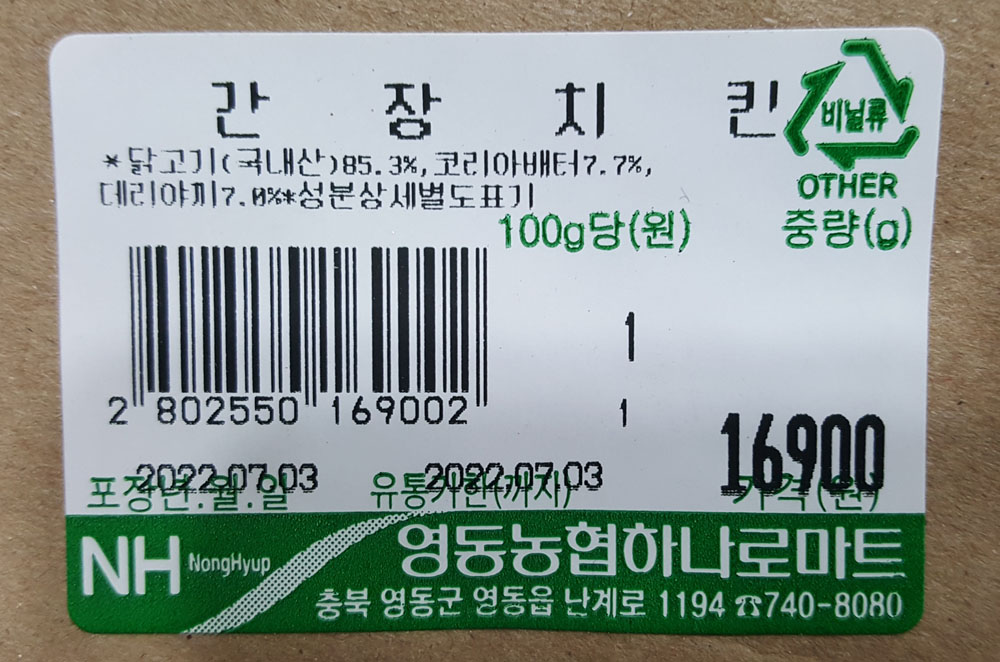 간장치킨
비닐류
OTHER
*닭고기(국내산)85.3%,코리아배터7.7%,
데리야끼7.0%*성분상세별도표기
100g당(원) 중량(g)
1
2 802550 169002 1
16900
2022.07.03 2022.07.03
포장년.월.일 유통기한(까지) 가격(원)
NH NongHyup 영동농협하나로마트
충북 영동군 영동읍 난계로 1194 ☎740-8080